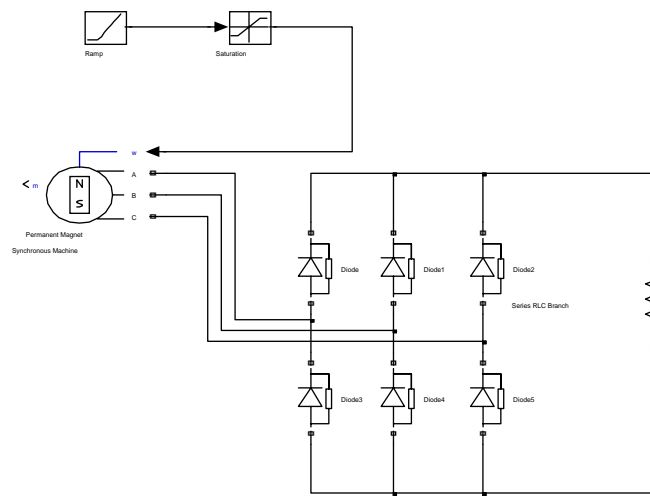 Ramp
Saturation
w
m
A
B
C
N
S
Permanent Magnet
Synchronous Machine
Diode
Diode1
Diode2
Series RLC Branch
Diode3
Diode4
Diode5